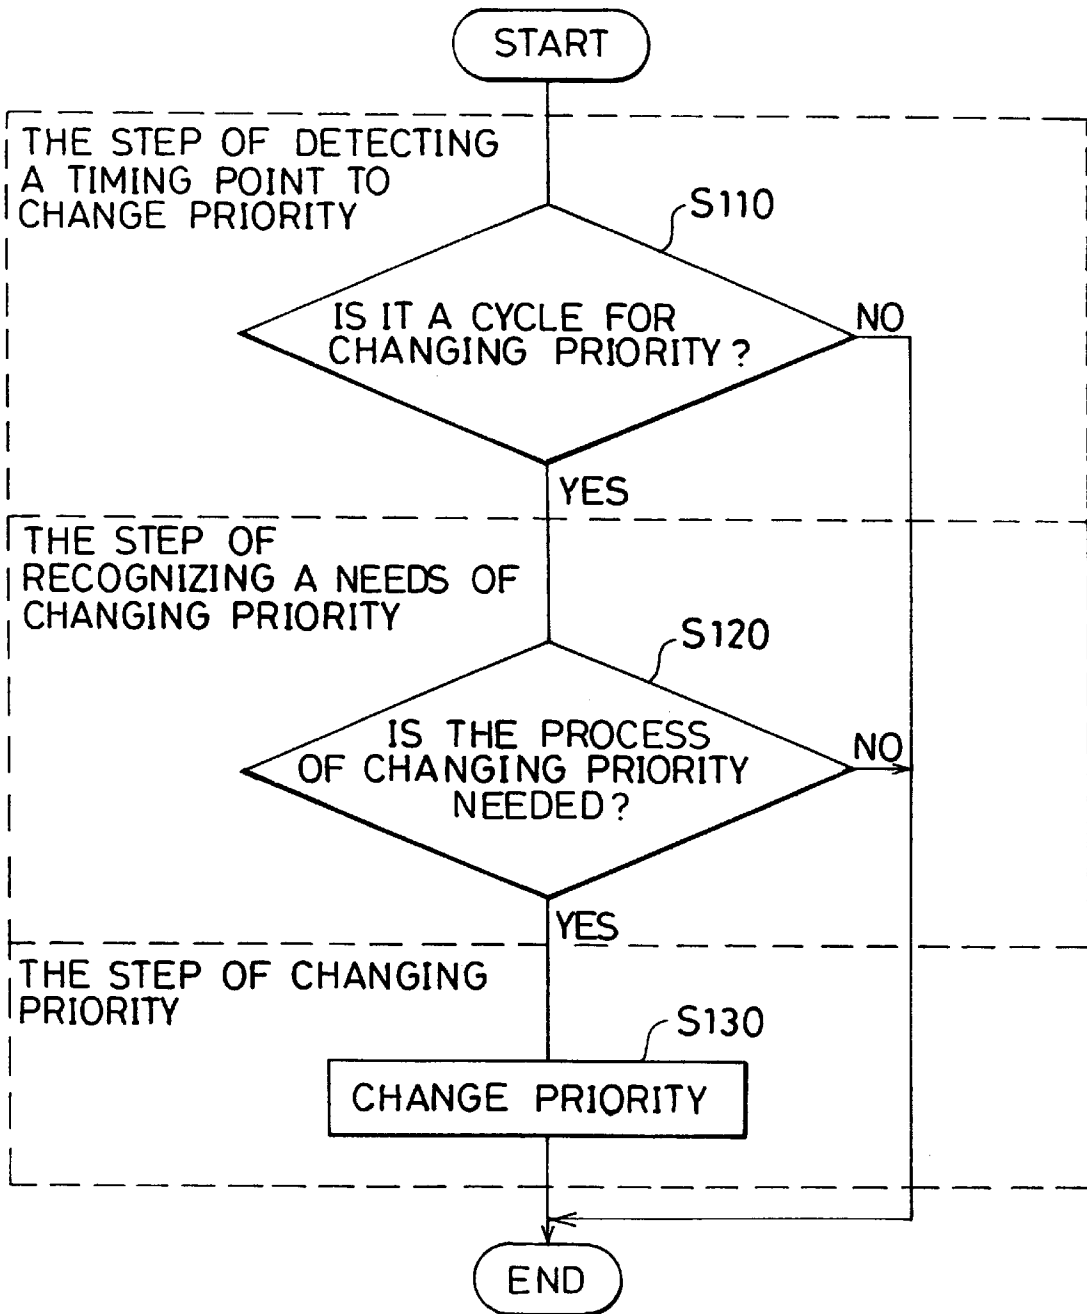 START
THE STEP OF DETECTING
A TIMING POINT TO
CHANGE PRIORITY
S110
IS IT A CYCLE FOR
CHANGING PRIORITY?
NO
YES
THE STEP OF
RECOGNIZING A NEEDS OF
CHANGING PRIORITY
S120
IS THE PROCESS
OF CHANGING PRIORITY
NEEDED?
NO
YES
THE STEP OF CHANGING
PRIORITY
S130
CHANGE PRIORITY
END